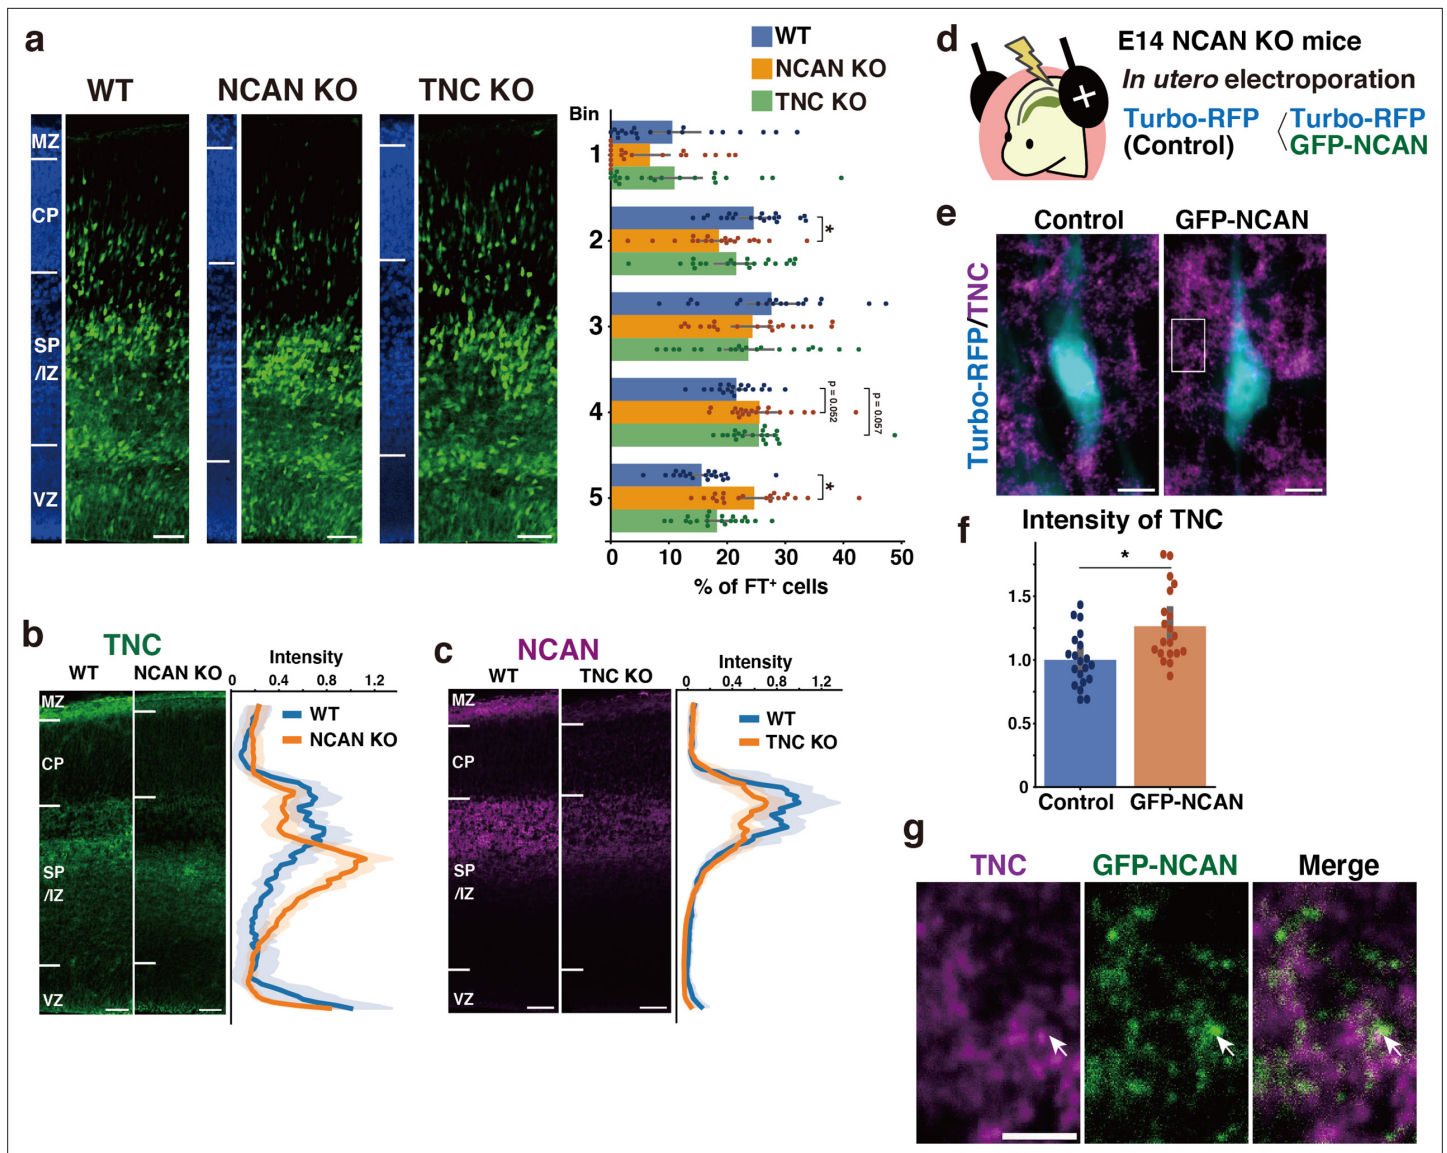 a
WT
NCAN KO
TNC KO
MZ
CP
SP
/IZ
VZ
WT
NCAN KO
TNC KO
Bin
1
2
3
4
5
*
p = 0.052
p = 0.057
*
0 10 20 30 40 50
% of FT+ cells
b
TNC
WT NCAN KO
MZ
CP
SP
/IZ
VZ
Intensity
0 0.4 0.8 1.2
WT
NCAN KO
c
NCAN
WT TNC KO
MZ
CP
SP
/IZ
VZ
Intensity
0 0.4 0.8 1.2
WT
TNC KO
d
E14 NCAN KO mice
In utero electroporation
Turbo-RFP
(Control)
Turbo-RFP
GFP-NCAN
+
e
Control GFP-NCAN
Turbo-RFP/TNC
f
Intensity of TNC
*
1.5
1.0
0.5
0
Control GFP-NCAN
g
TNC GFP-NCAN Merge